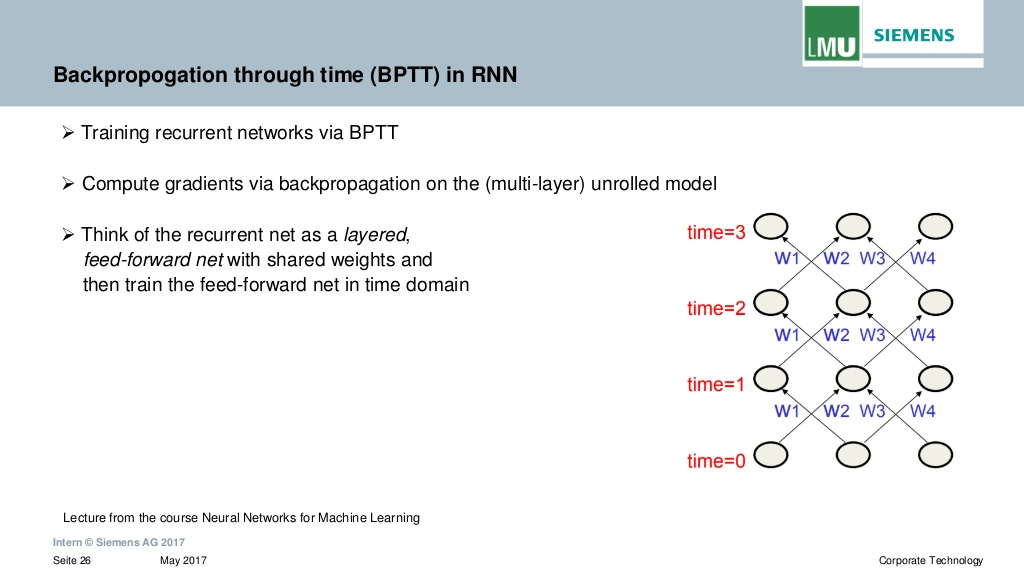 LMU
SIEMENS
Backpropogation through time (BPTT) in RNN
➢ Training recurrent networks via BPTT
➢ Compute gradients via backpropagation on the (multi-layer) unrolled model
➢ Think of the recurrent net as a layered,
feed-forward net with shared weights and
then train the feed-forward net in time domain
time=3
W1 W2 W3 W4
time=2
W1 W2 W3 W4
time=1
W1 W2 W3 W4
time=0
Lecture from the course Neural Networks for Machine Learning
Intern © Siemens AG 2017
Seite 26 May 2017 Corporate Technology